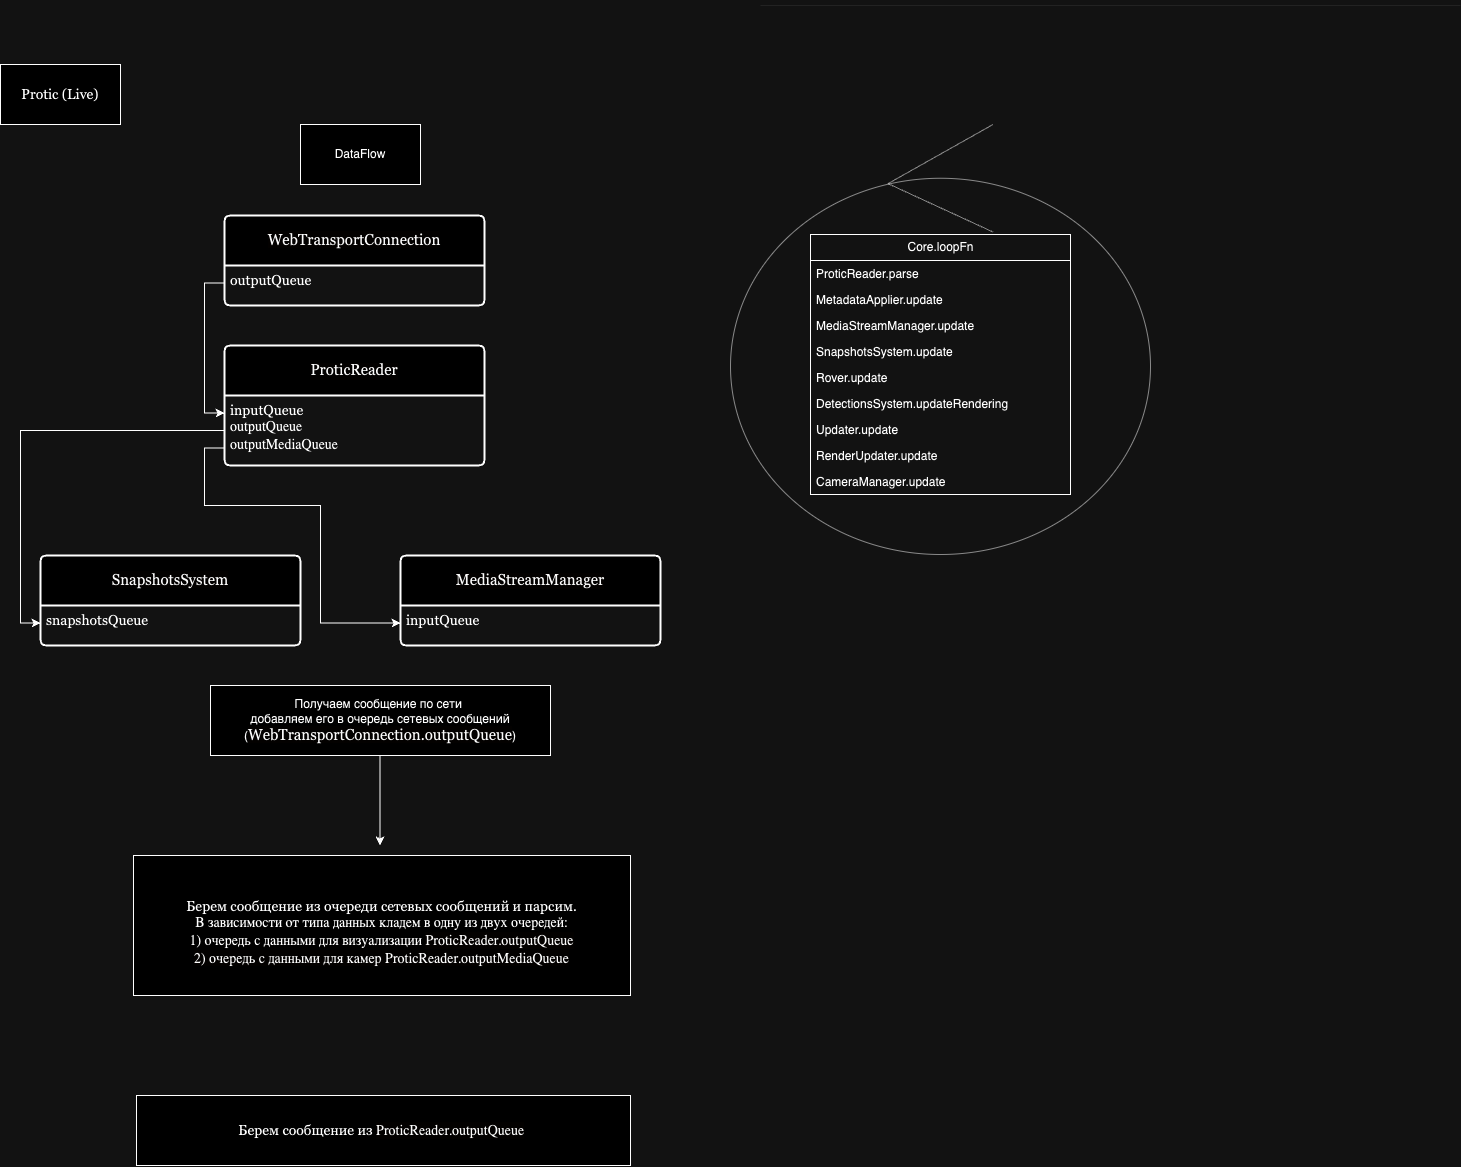 Protic (Live)
DataFlow
WebTransportConnection
outputQueue
ProticReader
inputQueue
outputQueue
outputMediaQueue
SnapshotsSystem
snapshotsQueue
MediaStreamManager
inputQueue
Получаем сообщение по сети
добавляем его в очередь сетевых сообщений
(WebTransportConnection.outputQueue)
Берем сообщение из очереди сетевых сообщений и парсим.
В зависимости от типа данных кладем в одну из двух очередей:
1) очередь с данными для визуализации ProticReader.outputQueue
2) очередь с данными для камер ProticReader.outputMediaQueue
Берем сообщение из ProticReader.outputQueue
Core.loopFn
ProticReader.parse
MetadataApplier.update
MediaStreamManager.update
SnapshotsSystem.update
Rover.update
DetectionsSystem.updateRendering
Updater.update
RenderUpdater.update
CameraManager.update